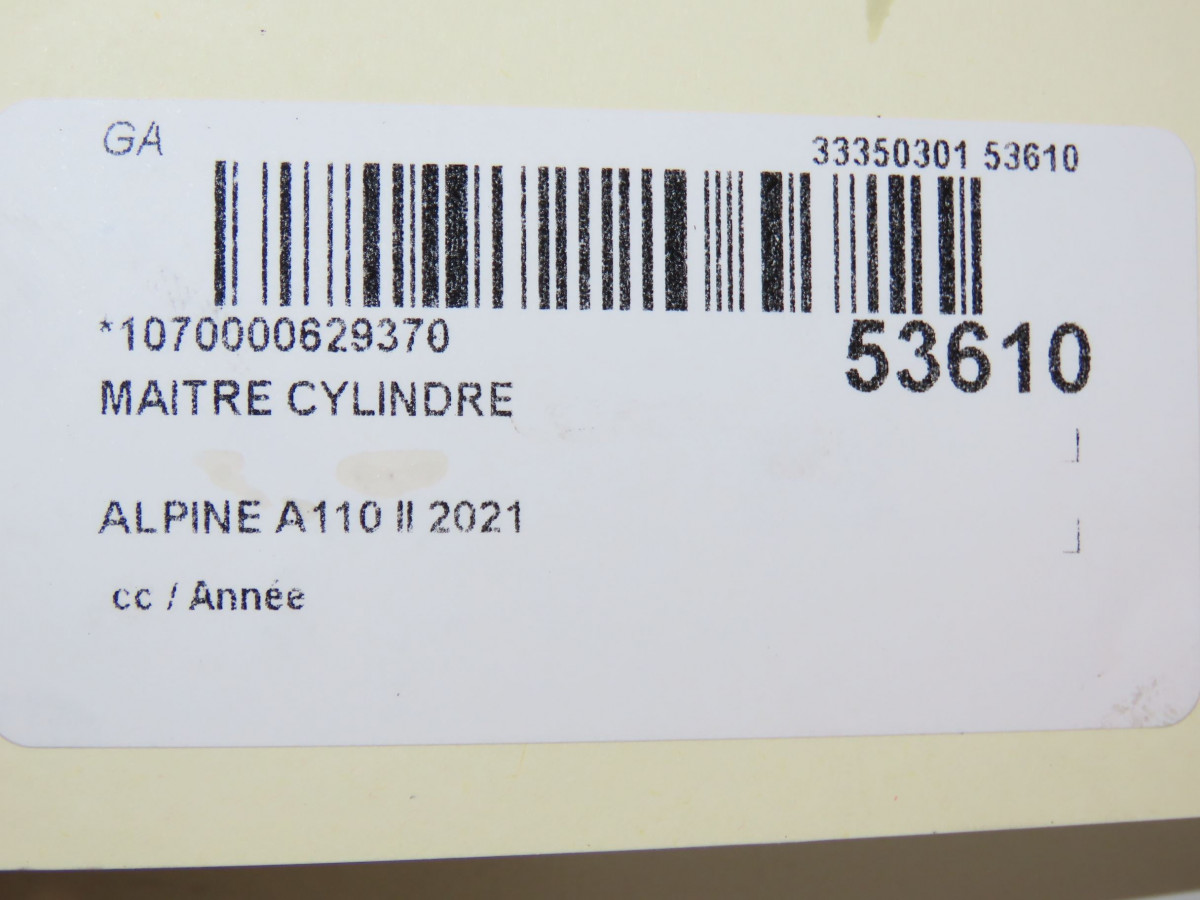 GA
33350301 53610
*1070000629370
53610
MAITRE CYLINDRE
ALPINE A110 II 2021
cc / Année